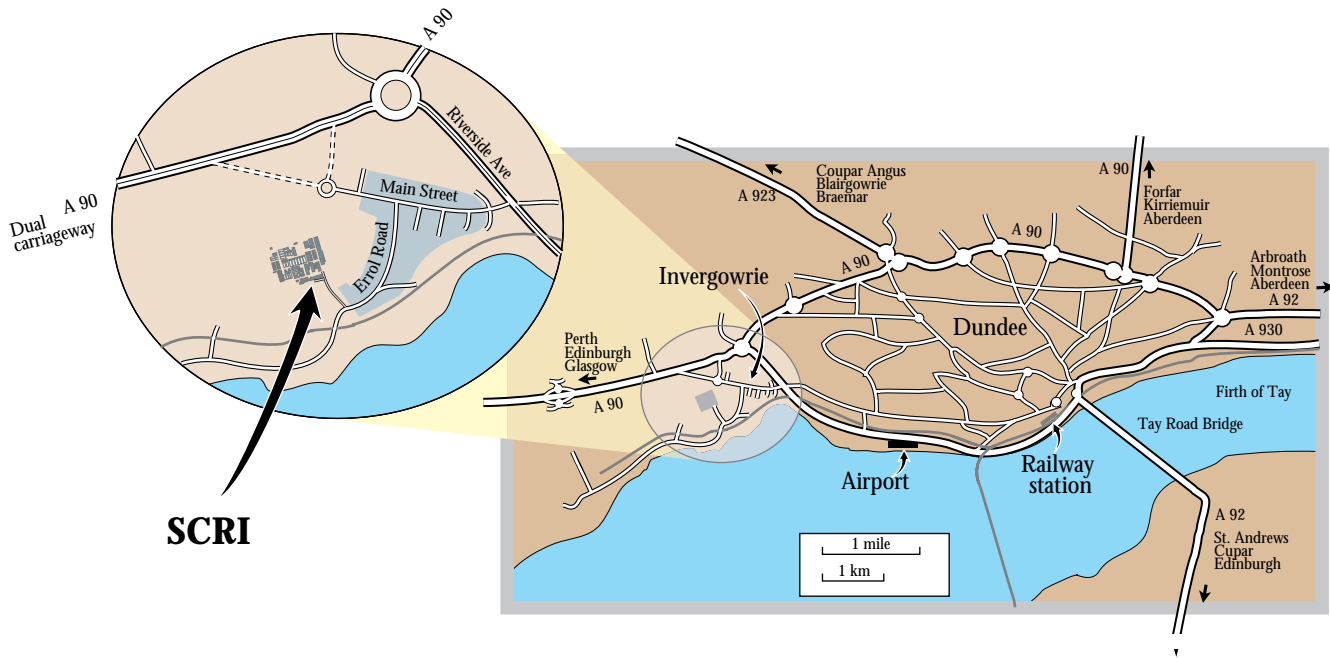 A 90
Riverside Ave
Main Street
Errol Road
A 90
Dual
carriageway
SCRI
A 923
Coupar Angus
Blairgowrie
Braemar
A 90
Forfar
Kirriemuir
Aberdeen
A 90
A 90
Arbroath
Montrose
Aberdeen
A 92
A 930
Invergowrie
Dundee
Perth
Edinburgh
Glasgow
A 90
Firth of Tay
Tay Road Bridge
Airport
Railway
station
A 92
St. Andrews
Cupar
Edinburgh
1 mile
1 km